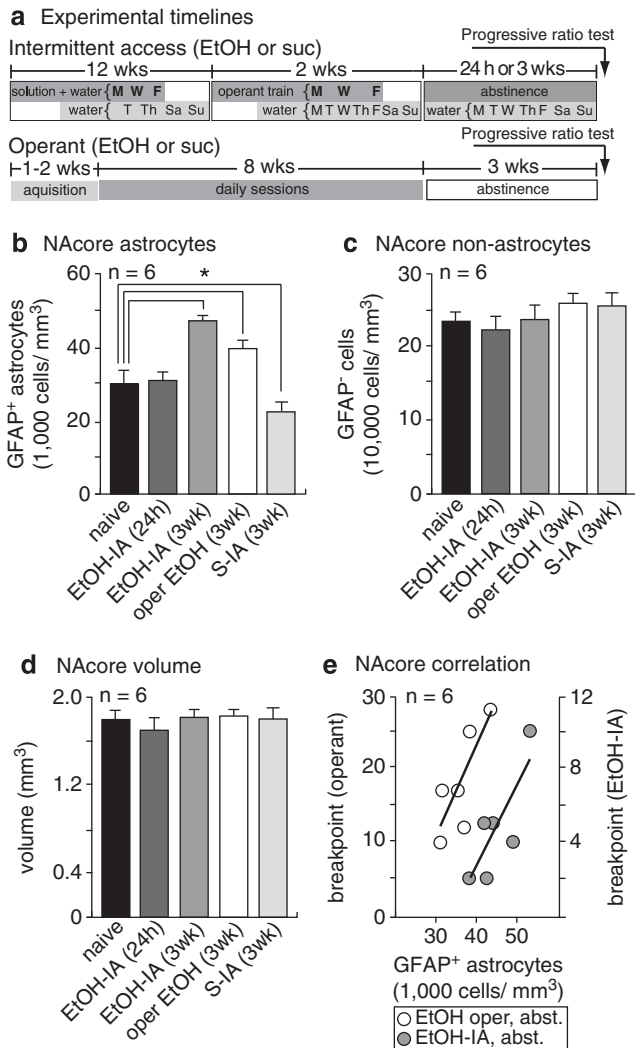 a Experimental timelines
Intermittent access (EtOH or suc)
Progressive ratio test
12 wks
2 wks
24 h or 3 wks
solution + water { M W F
operant train { M W F
abstinence
water { T Th Sa Su
water { M T W Th F Sa Su
water { M T W Th F Sa Su
Progressive ratio test
Operant (EtOH or suc)
1-2 wks
8 wks
3 wks
aquisition
daily sessions
abstinence
b NAcore astrocytes
n = 6
*
GFAP+ astrocytes
(1,000 cells/ mm3)
60
40
20
0
naive
EtOH-IA (24h)
EtOH-IA (3wk)
oper EtOH (3wk)
S-IA (3wk)
c NAcore non-astrocytes
n = 6
GFAP- cells
(10,000 cells/ mm3)
30
20
10
0
naive
EtOH-IA (24h)
EtOH-IA (3wk)
oper EtOH (3wk)
S-IA (3wk)
d NAcore volume
n = 6
volume (mm3)
2.0
1.2
0.4
0
naive
EtOH-IA (24h)
EtOH-IA (3wk)
oper EtOH (3wk)
S-IA (3wk)
e NAcore correlation
n = 6
breakpoint (operant)
30
20
10
0
12
8
4
0
breakpoint (EtOH-IA)
30 40 50
GFAP+ astrocytes
(1,000 cells/ mm3)
EtOH oper, abst.
EtOH-IA, abst.